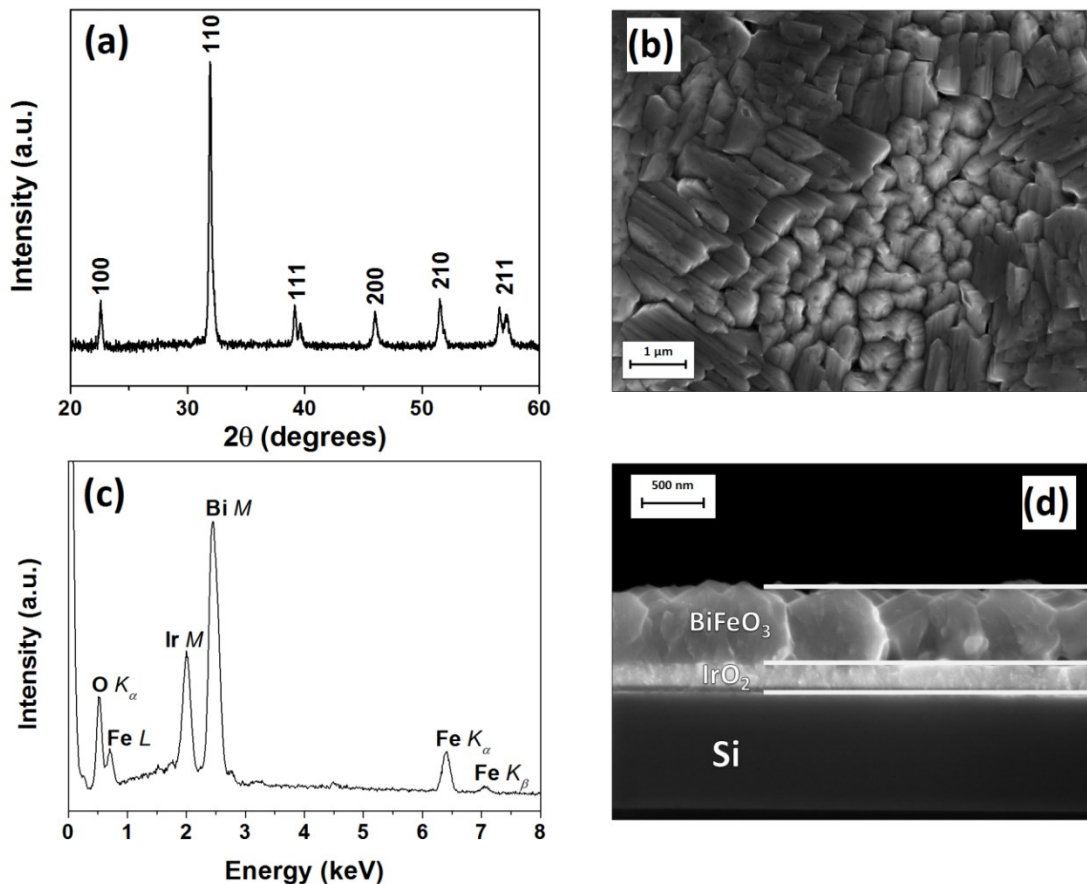 (a)
Intensity (a.u.)
100
110
111
200
210
211
20 30 40 50 60
2θ (degrees)
(b)
1 µm
(c)
Intensity (a.u.)
O Kα
Fe L
Ir M
Bi M
Fe Kα
Fe Kβ
0 1 2 3 4 5 6 7 8
Energy (keV)
500 nm
(d)
BiFeO3
IrO2
Si